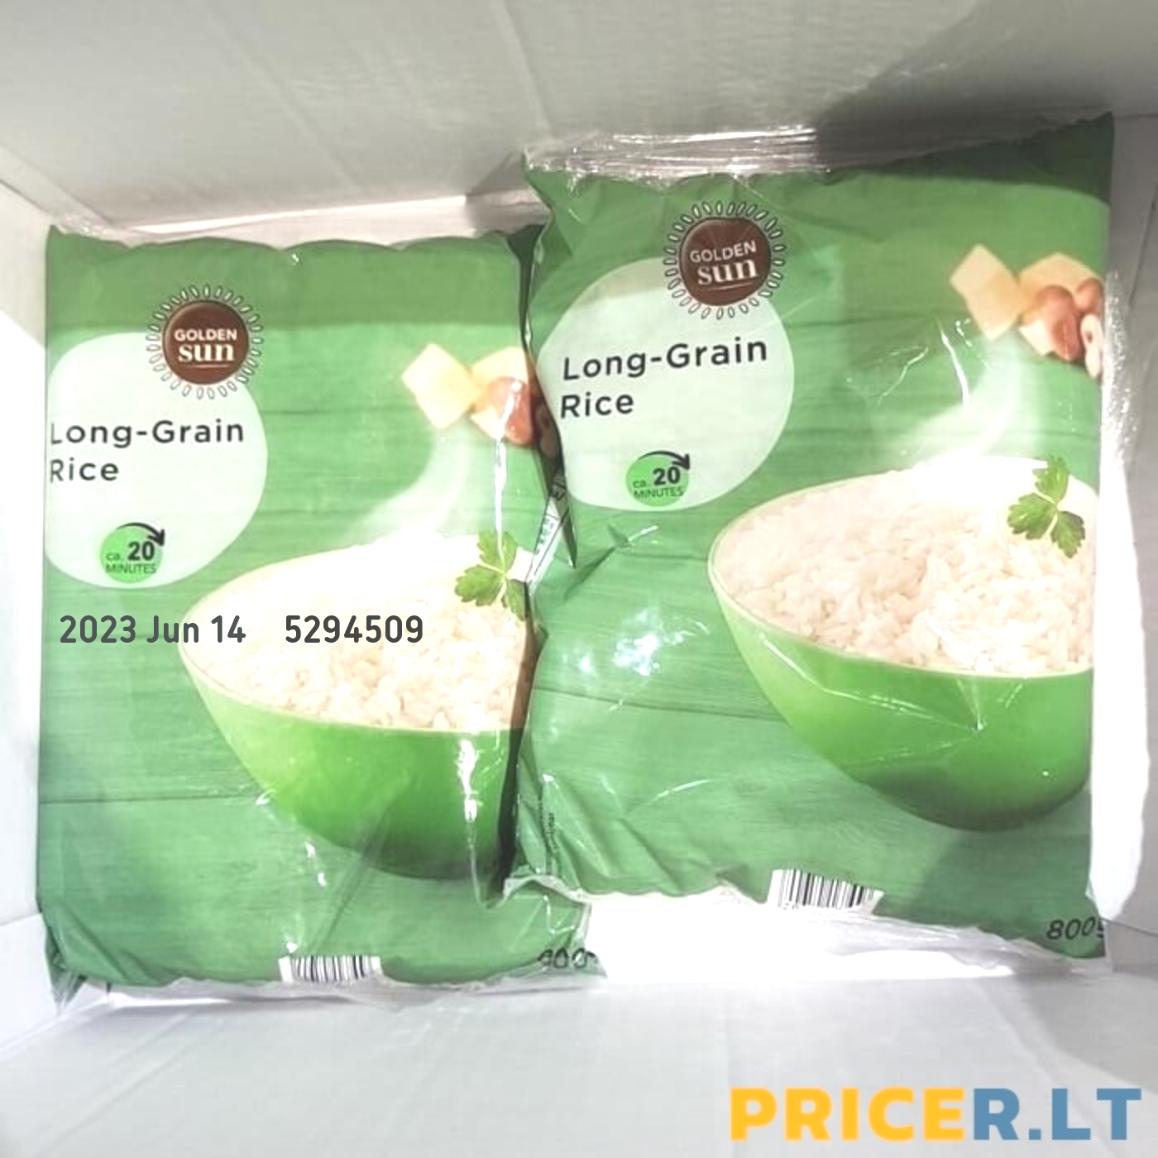 GOLDEN
sun
Long-Grain
Rice
ca. 20
MINUTES
2023 Jun 14 5294509
GOLDEN
sun
Long-Grain
Rice
ca. 20
MINUTES
800g
PRICER.LT